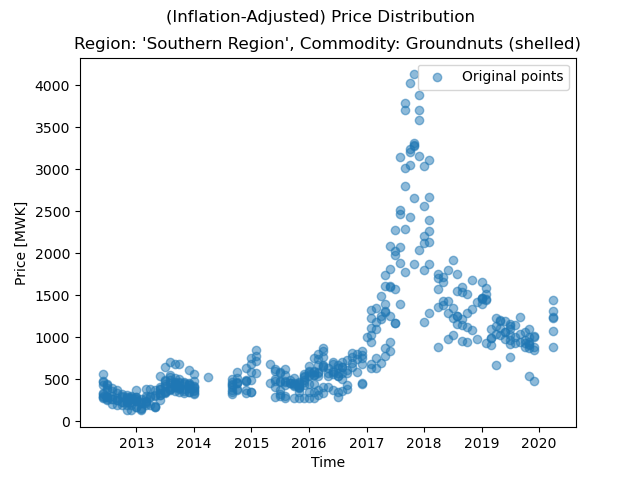 (Inflation-Adjusted) Price Distribution
Region: 'Southern Region', Commodity: Groundnuts (shelled)
Original points
4000
3500
3000
2500
2000
1500
1000
500
0
Price [MWK]
2013 2014 2015 2016 2017 2018 2019 2020
Time